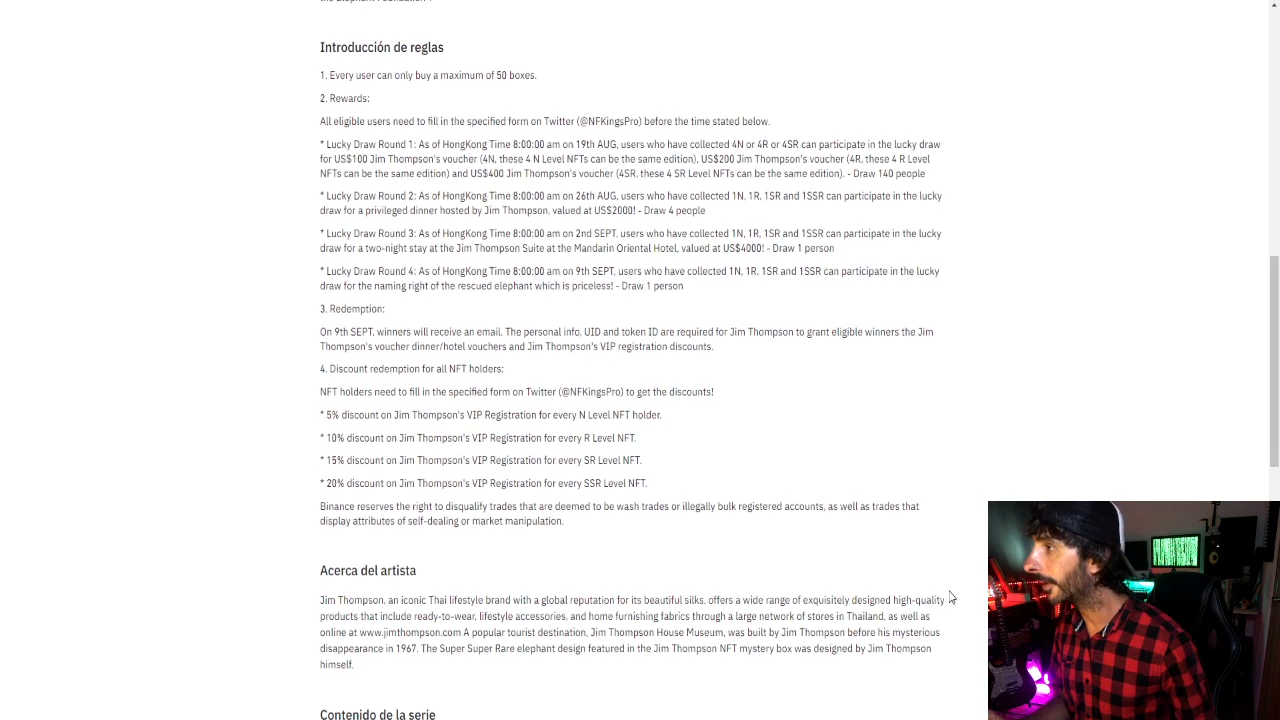 the Elephant Foundation
Introducción de reglas
1. Every user can only buy a maximum of 50 boxes.
2. Rewards:
All eligible users need to fill in the specified form on Twitter (@NFKingsPro) before the time stated below.
* Lucky Draw Round 1: As of HongKong Time 8:00:00 am on 19th AUG, users who have collected 4N or 4R or 4SR can participate in the lucky draw
for US$100 Jim Thompson's voucher (4N, these 4 N Level NFTs can be the same edition), US$200 Jim Thompson's voucher (4R, these 4 R Level
NFTs can be the same edition) and US$400 Jim Thompson's voucher (4SR, these 4 SR Level NFTs can be the same edition). - Draw 140 people
* Lucky Draw Round 2: As of HongKong Time 8:00:00 am on 26th AUG, users who have collected 1N, 1R, 1SR and 1SSR can participate in the lucky
draw for a privileged dinner hosted by Jim Thompson, valued at US$2000! - Draw 4 people
* Lucky Draw Round 3: As of HongKong Time 8:00:00 am on 2nd SEPT, users who have collected 1N, 1R, 1SR and 1SSR can participate in the lucky
draw for a two-night stay at the Jim Thompson Suite at the Mandarin Oriental Hotel, valued at US$4000! - Draw 1 person
* Lucky Draw Round 4: As of HongKong Time 8:00:00 am on 9th SEPT, users who have collected 1N, 1R, 1SR and 1SSR can participate in the lucky
draw for the naming right of the rescued elephant which is priceless! - Draw 1 person
3. Redemption:
On 9th SEPT, winners will receive an email. The personal info, UID and token ID are required for Jim Thompson to grant eligible winners the Jim
Thompson's voucher dinner/hotel vouchers and Jim Thompson's VIP registration discounts.
4. Discount redemption for all NFT holders:
NFT holders need to fill in the specified form on Twitter (@NFKingsPro) to get the discounts!
* 5% discount on Jim Thompson's VIP Registration for every N Level NFT holder.
* 10% discount on Jim Thompson's VIP Registration for every R Level NFT.
* 15% discount on Jim Thompson's VIP Registration for every SR Level NFT.
* 20% discount on Jim Thompson's VIP Registration for every SSR Level NFT.
Binance reserves the right to disqualify trades that are deemed to be wash trades or illegally bulk registered accounts, as well as trades that
display attributes of self-dealing or market manipulation.
Acerca del artista
Jim Thompson, an iconic Thai lifestyle brand with a global reputation for its beautiful silks, offers a wide range of exquisitely designed high-quality
products that include ready-to-wear, lifestyle accessories, and home furnishing fabrics through a large network of stores in Thailand, as well as
online at www.jimthompson.com A popular tourist destination, Jim Thompson House Museum, was built by Jim Thompson before his mysterious
disappearance in 1967. The Super Super Rare elephant design featured in the Jim Thompson NFT mystery box was designed by Jim Thompson
himself.
Contenido de la serie